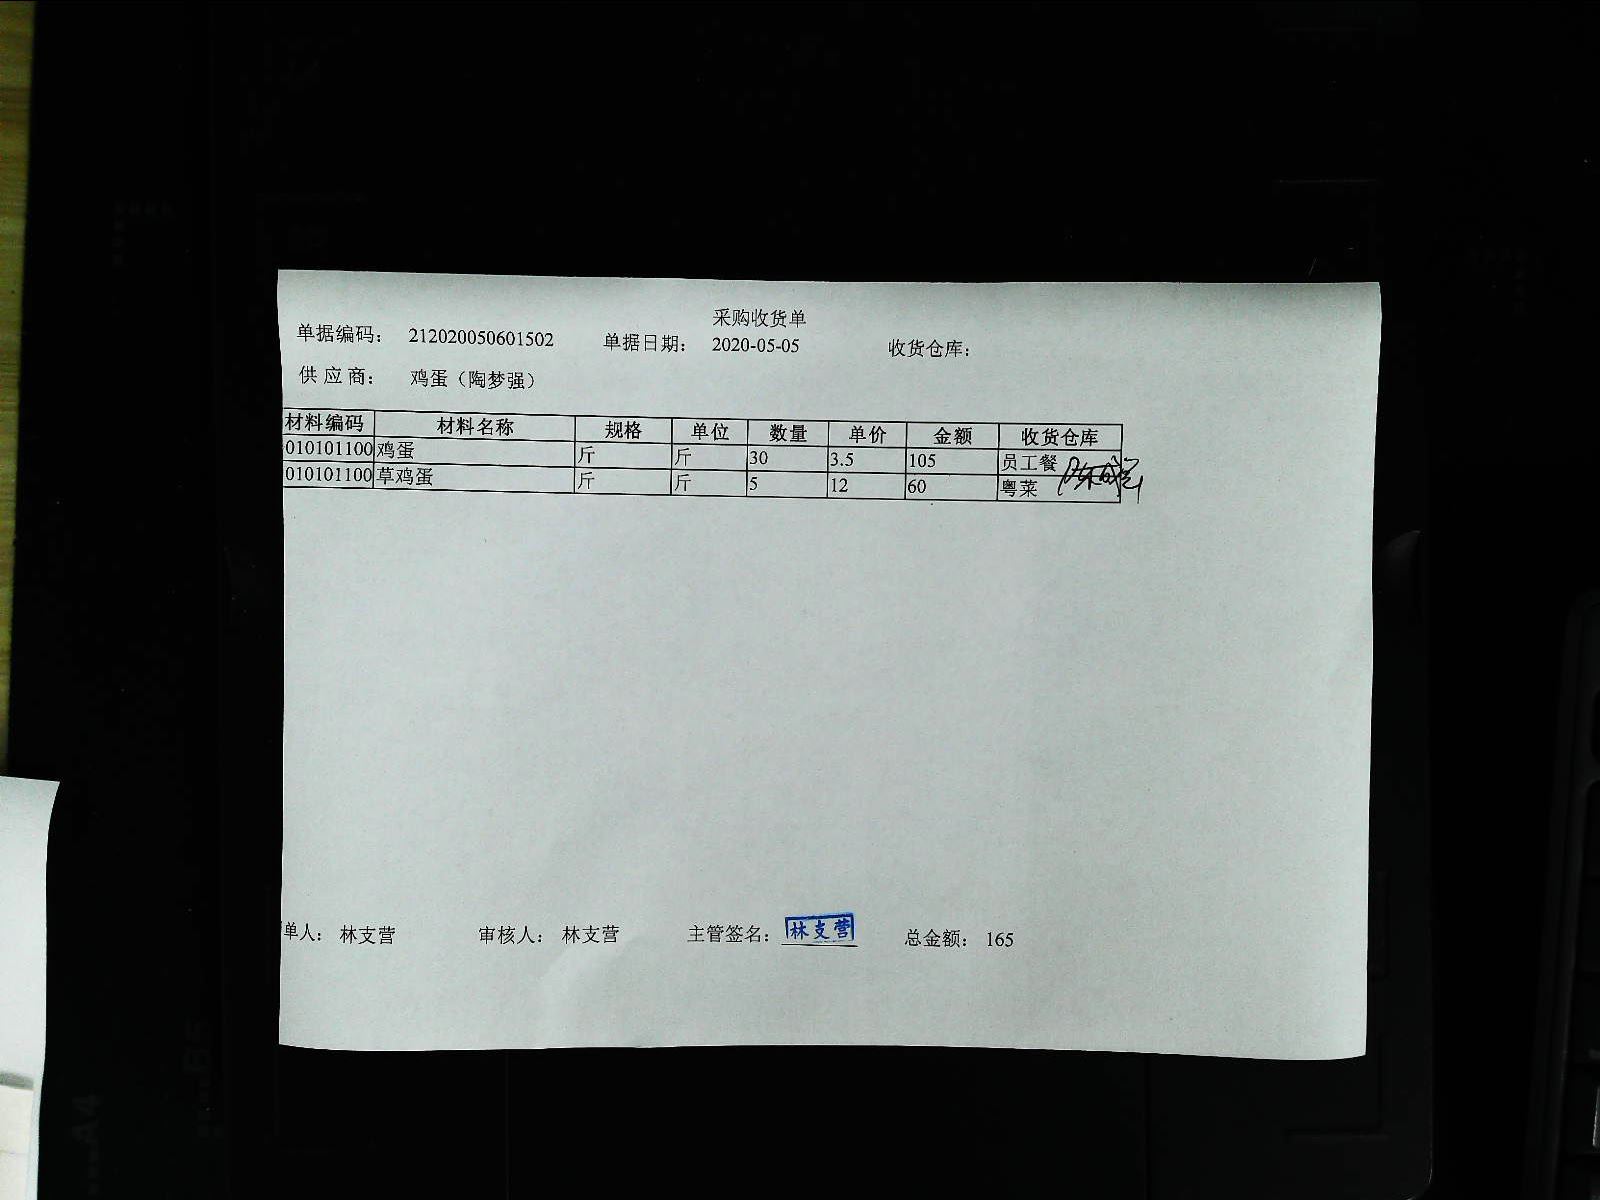 采购收货单
单据编码： 212020050601502 单据日期： 2020-05-05 收货仓库：
供 应 商： 鸡蛋（陶梦强）
材料编码 材料名称 规格 单位 数量 单价 金额 收货仓库
010101100 鸡蛋 斤 斤 30 3.5 105 员工餐
010101100 草鸡蛋 斤 斤 5 12 60 粤菜
单人： 林支营 审核人： 林支营 主管签名： 林支营 总金额： 165
A4